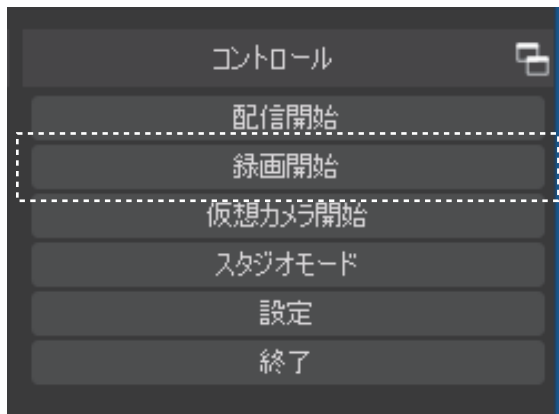 コントロール
配信開始
録画開始
仮想カメラ開始
スタジオモード
設定
終了